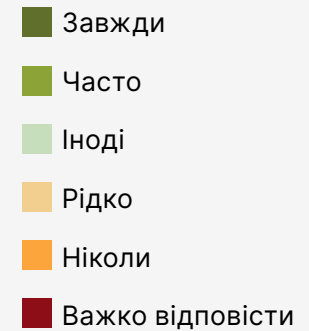 Завжди
Часто
Іноді
Рідко
Ніколи
Важко відповісти